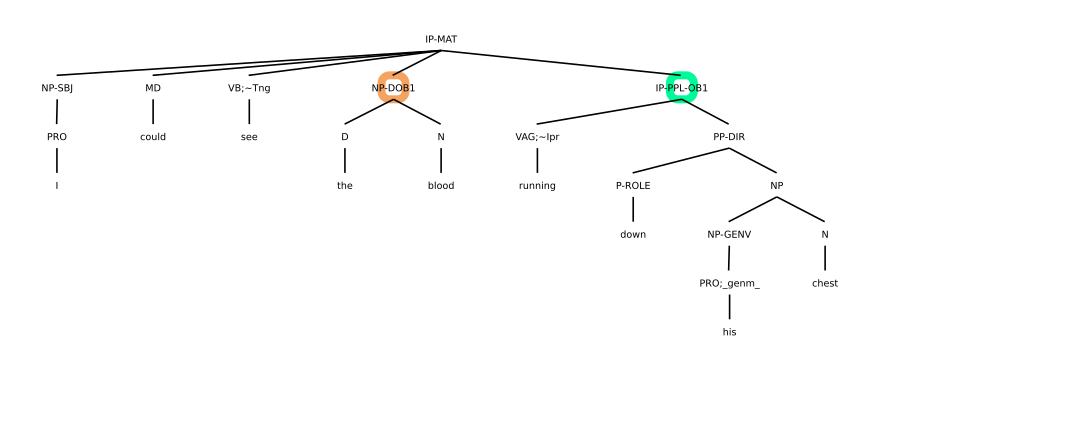 IP-MAT
NP-SBJ MD VB;~Tng NP-DOB1 IP-PPL-OB1
PRO could see D N VAG;~Ipr PP-DIR
I the blood running P-ROLE NP
down NP-GENV N
PRO;_genm_ chest
his